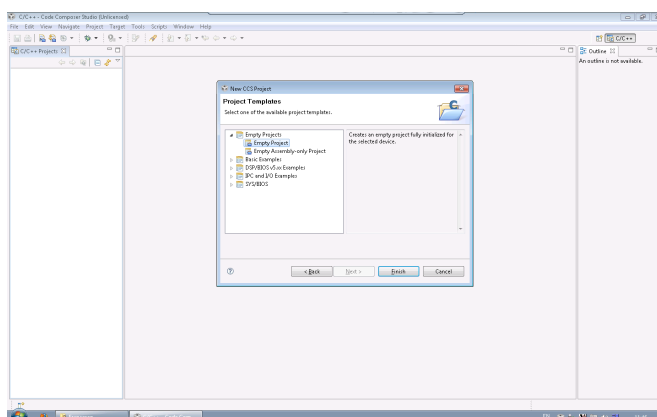 C/C++ - Code Composer Studio (Unlicensed)
File Edit View Navigate Project Target Tools Scripts Window Help
C/C++
C/C++ Projects
Outline
An outline is not available.
New CCS Project
Project Templates
Select one of the available project templates.
Empty Projects
Empty Project
Empty Assembly-only Project
Basic Examples
DSP/BIOS v5.xx Examples
IPC and I/O Examples
SYS/BIOS
Creates an empty project fully initialized for
the selected device.
< Back
Next >
Finish
Cancel